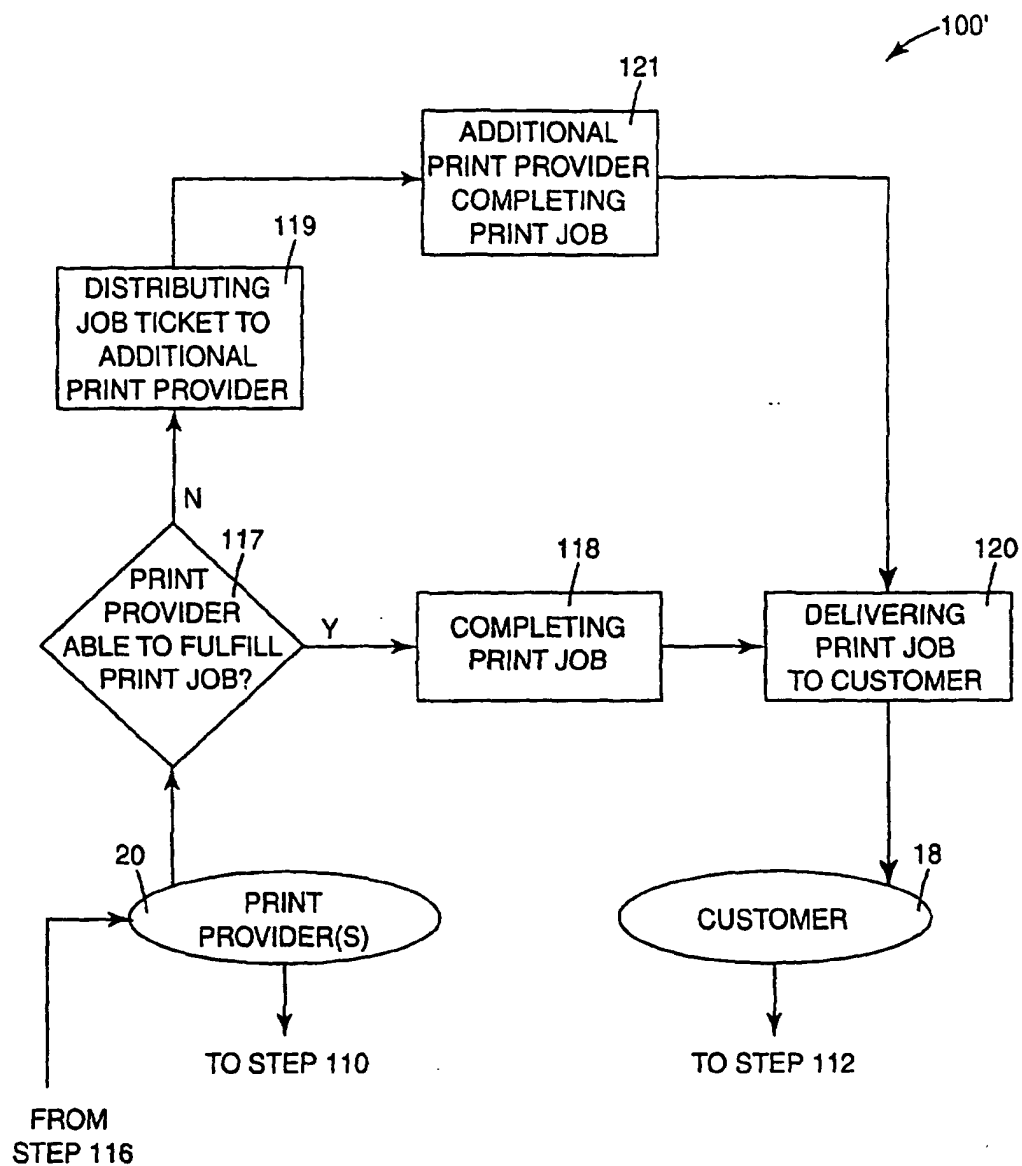 100'
121
ADDITIONAL
PRINT PROVIDER
COMPLETING
PRINT JOB
119
DISTRIBUTING
JOB TICKET TO
ADDITIONAL
PRINT PROVIDER
N
117
PRINT
PROVIDER
ABLE TO FULFILL
PRINT JOB?
Y
118
COMPLETING
PRINT JOB
120
DELIVERING
PRINT JOB
TO CUSTOMER
20
PRINT
PROVIDER(S)
18
CUSTOMER
TO STEP 110
TO STEP 112
FROM
STEP 116